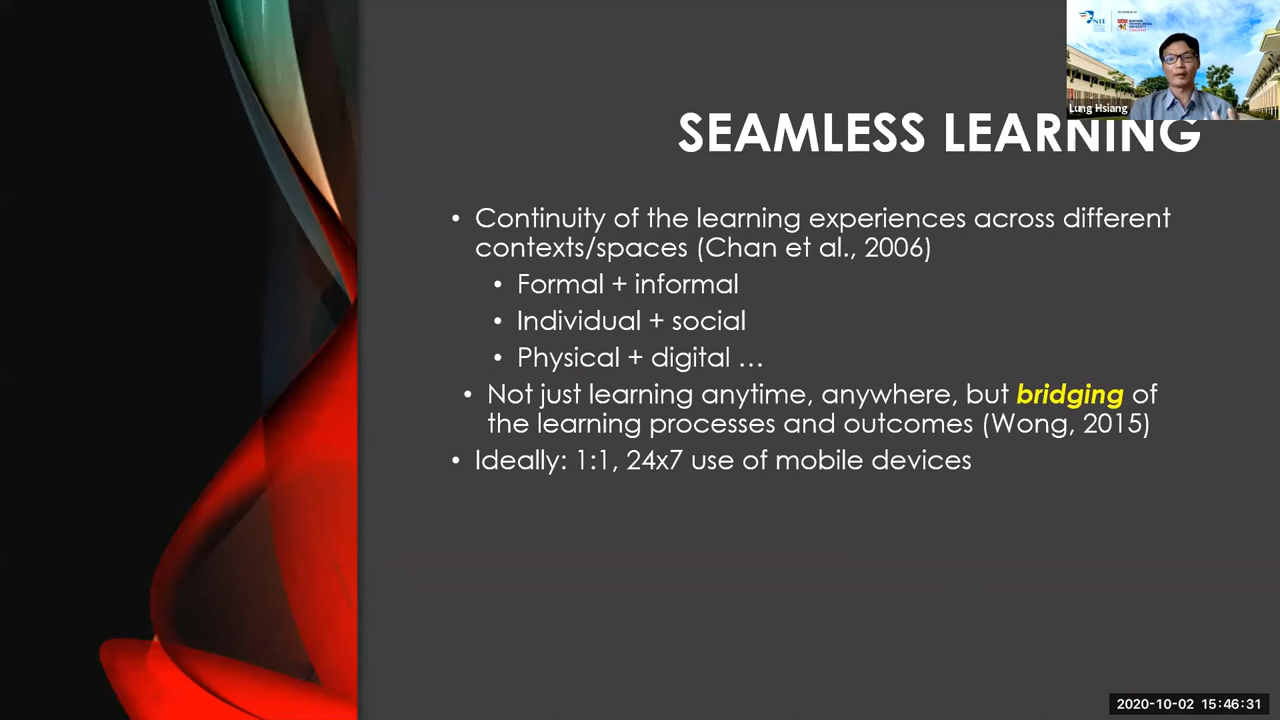 NIE
Lung Hsiang
SEAMLESS LEARNING
• Continuity of the learning experiences across different
contexts/spaces (Chan et al., 2006)
• Formal + informal
• Individual + social
• Physical + digital …
• Not just learning anytime, anywhere, but bridging of
the learning processes and outcomes (Wong, 2015)
• Ideally: 1:1, 24x7 use of mobile devices
2020-10-02 15:46:31